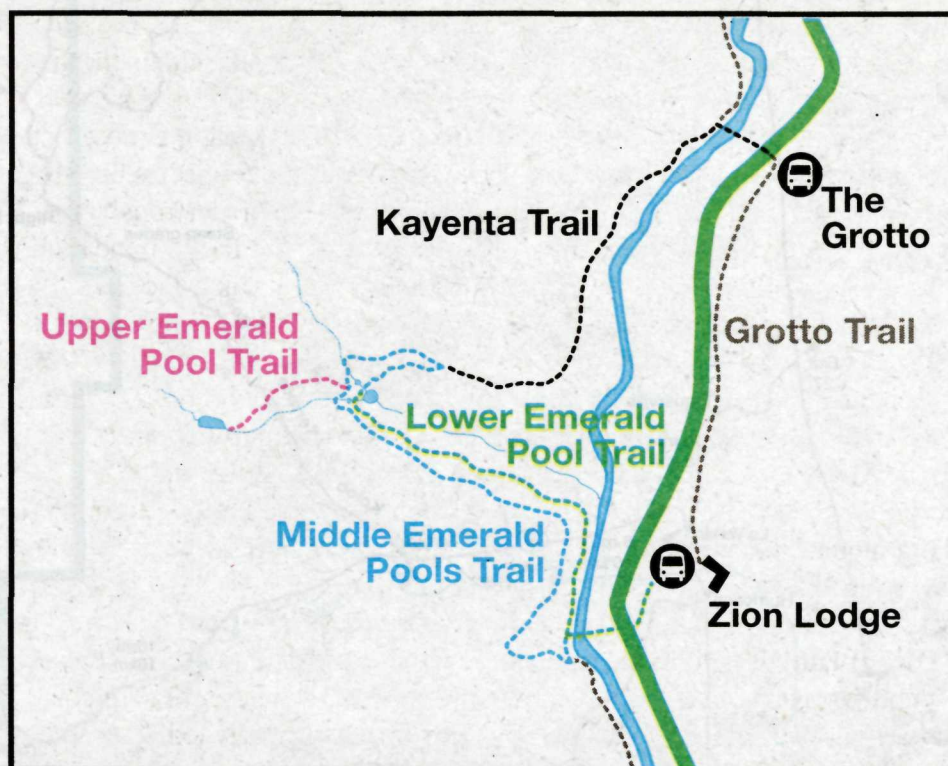 The
Grotto
Kayenta Trail
Upper Emerald
Pool Trail
Grotto Trail
Lower Emerald
Pool Trail
Middle Emerald
Pools Trail
Zion Lodge